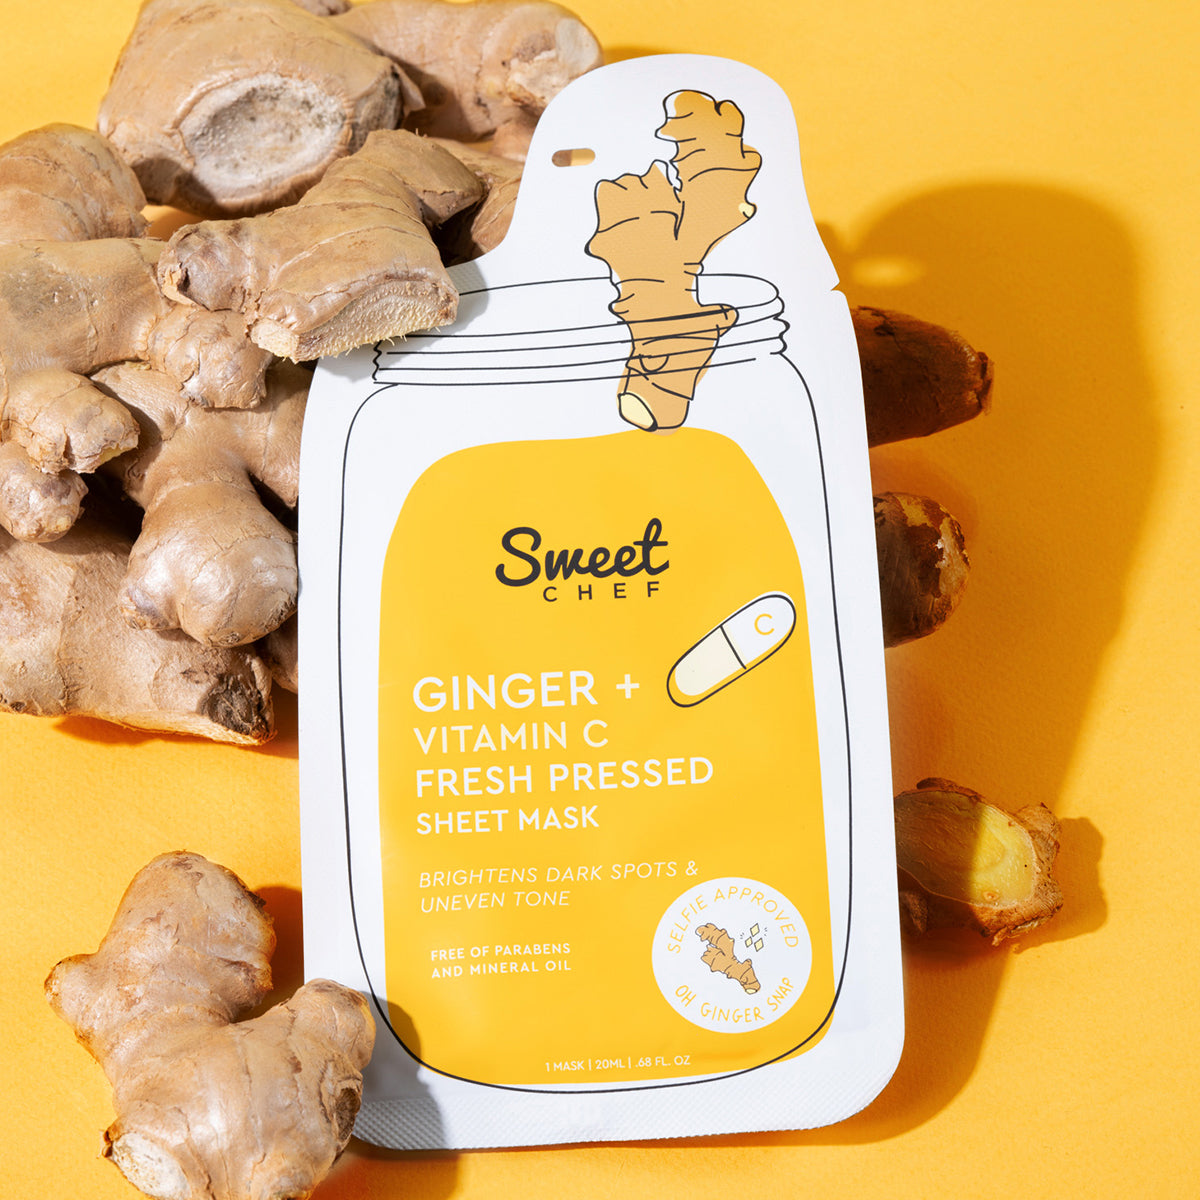 Sweet
CHEF
C
GINGER +
VITAMIN C
FRESH PRESSED
SHEET MASK
BRIGHTENS DARK SPOTS &
UNEVEN TONE
FREE OF PARABENS
AND MINERAL OIL
SELFIE APPROVED
OH GINGER SNAP
1 MASK | 20ML | .68 FL. OZ